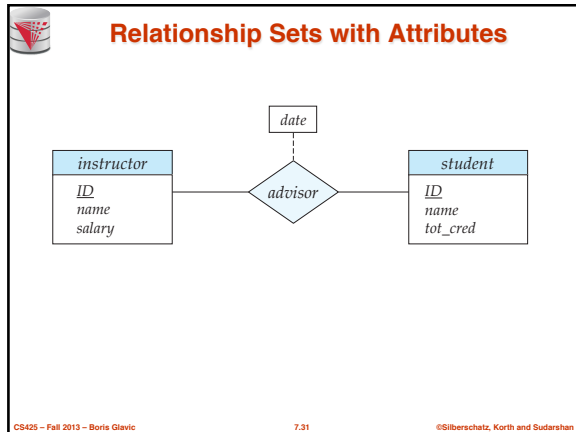 Relationship Sets with Attributes
date
instructor
ID
name
salary
advisor
student
ID
name
tot_cred
CS425 – Fall 2013 – Boris Glavic
7.31
©Silberschatz, Korth and Sudarshan